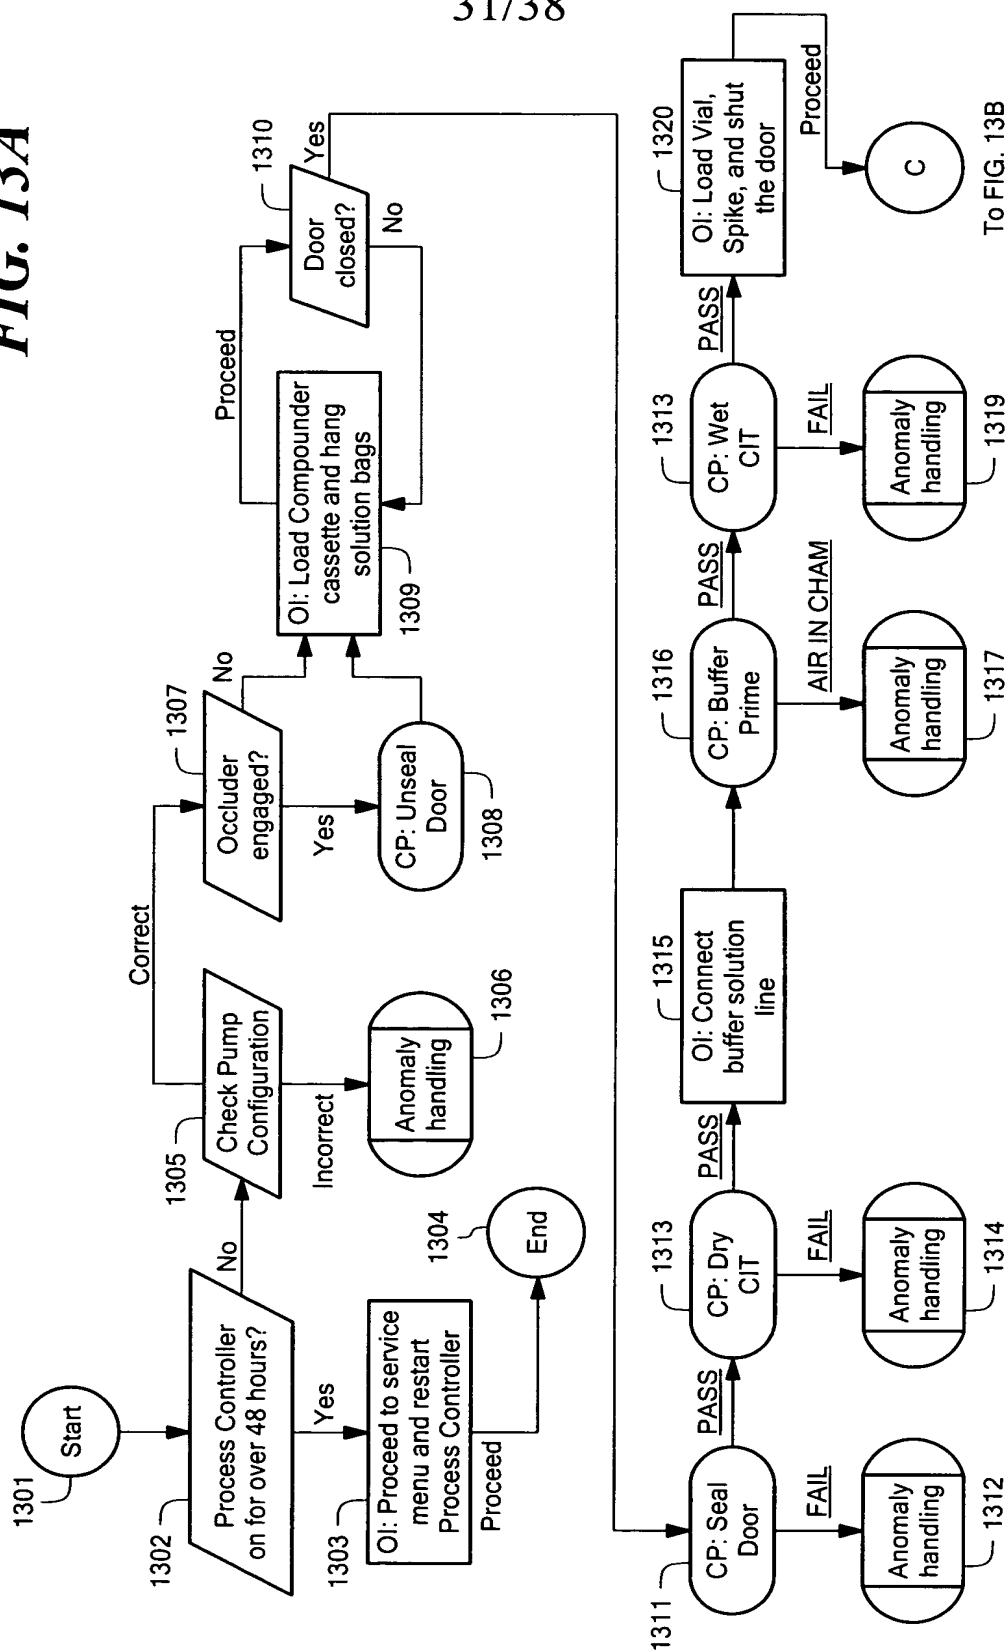 31/38
FIG. 13A
1301
Start
1302
Process Controller
on for over 48 hours?
No
Yes
1303
OI: Proceed to service
menu and restart
Process Controller
Proceed
1304
End
1305
Check Pump
Configuration
Correct
Incorrect
Anomaly
handling
1306
1307
Occluder
engaged?
No
Yes
CP: Unseal
Door
1308
OI: Load Compounder
cassette and hang
solution bags
1309
Proceed
1310
Door
closed?
Yes
No
1311
CP: Seal
Door
PASS
FAIL
Anomaly
handling
1312
1313
CP: Dry
CIT
PASS
FAIL
Anomaly
handling
1314
1315
OI: Connect
buffer solution
line
1316
CP: Buffer
Prime
PASS
AIR IN CHAM
Anomaly
handling
1317
1313
CP: Wet
CIT
PASS
FAIL
Anomaly
handling
1319
1320
OI: Load Vial,
Spike, and shut
the door
Proceed
C
To FIG. 13B